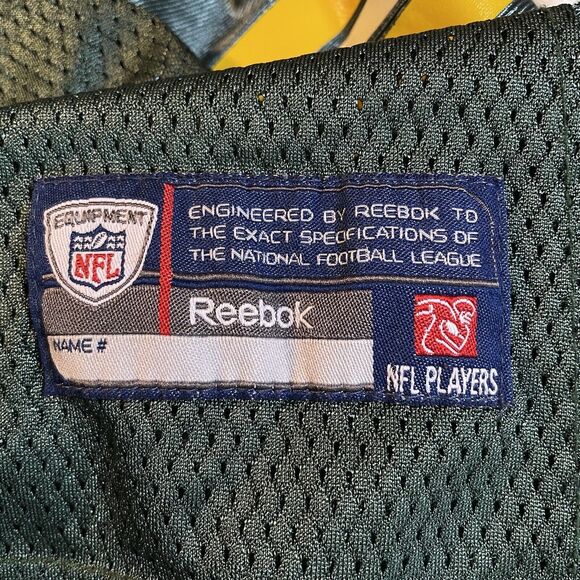 EQUIPMENT
NFL
ENGINEERED BY REEBOK TO
THE EXACT SPECIFICATIONS OF
THE NATIONAL FOOTBALL LEAGUE
Reebok
NAME #
NFL PLAYERS